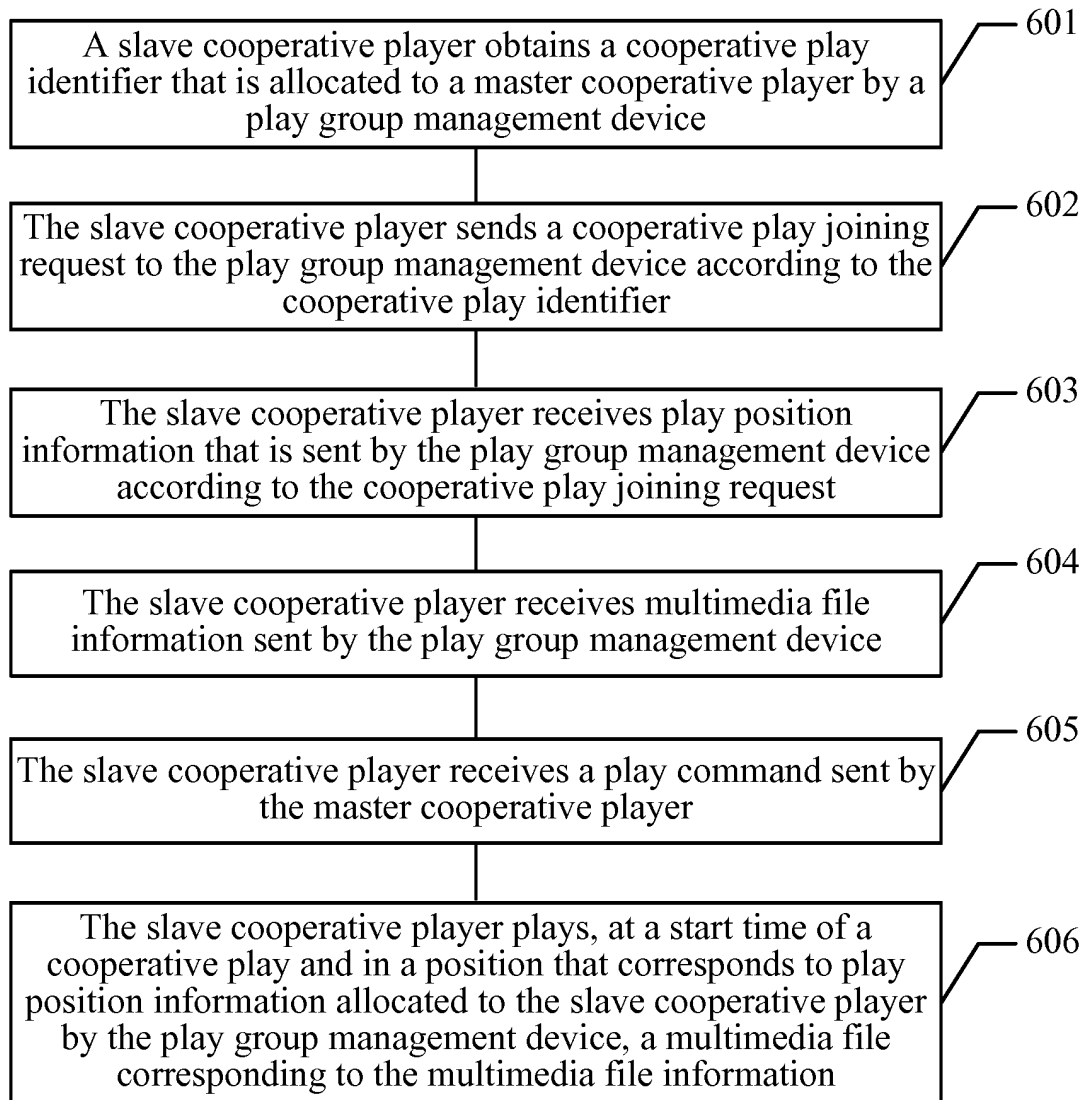 A slave cooperative player obtains a cooperative play
identifier that is allocated to a master cooperative player by a
play group management device
601
The slave cooperative player sends a cooperative play joining
request to the play group management device according to the
cooperative play identifier
602
The slave cooperative player receives play position
information that is sent by the play group management device
according to the cooperative play joining request
603
The slave cooperative player receives multimedia file
information sent by the play group management device
604
The slave cooperative player receives a play command sent by
the master cooperative player
605
The slave cooperative player plays, at a start time of a
cooperative play and in a position that corresponds to play
position information allocated to the slave cooperative player
by the play group management device, a multimedia file
corresponding to the multimedia file information
606